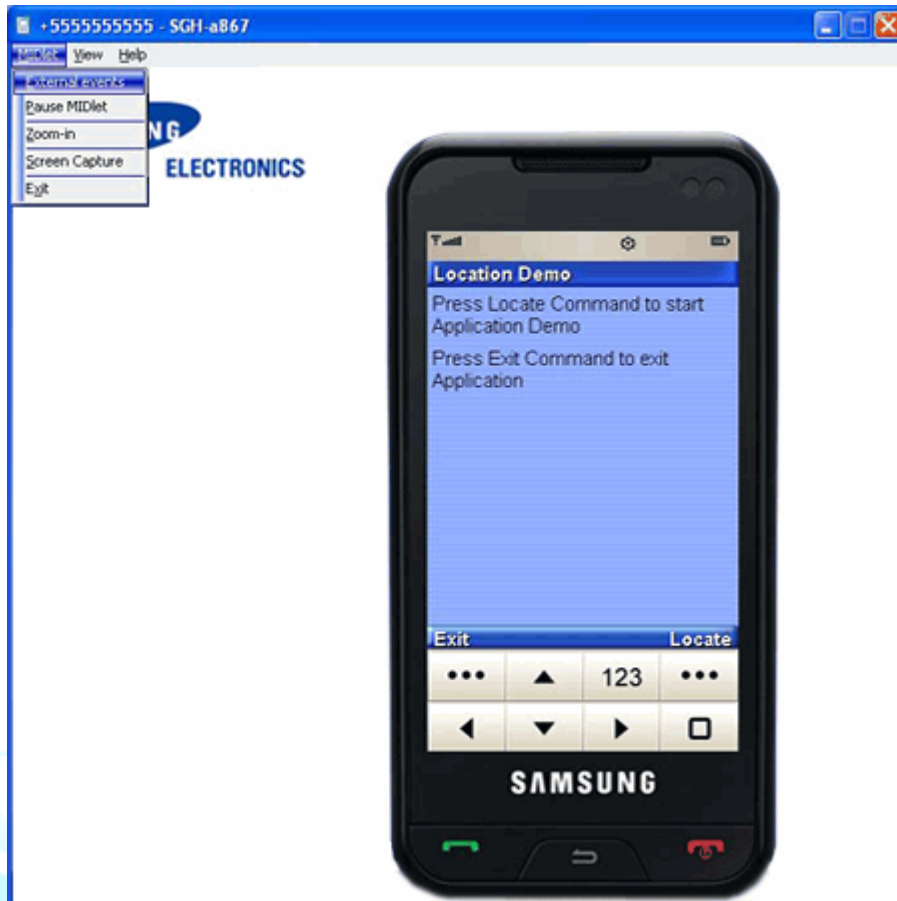 +5555555555 - SGH-a867
MIDlet View Help
External events
Pause MIDlet
Zoom-in
Screen Capture
Exit
NG
ELECTRONICS
Location Demo
Press Locate Command to start
Application Demo
Press Exit Command to exit
Application
Exit Locate
123
SAMSUNG